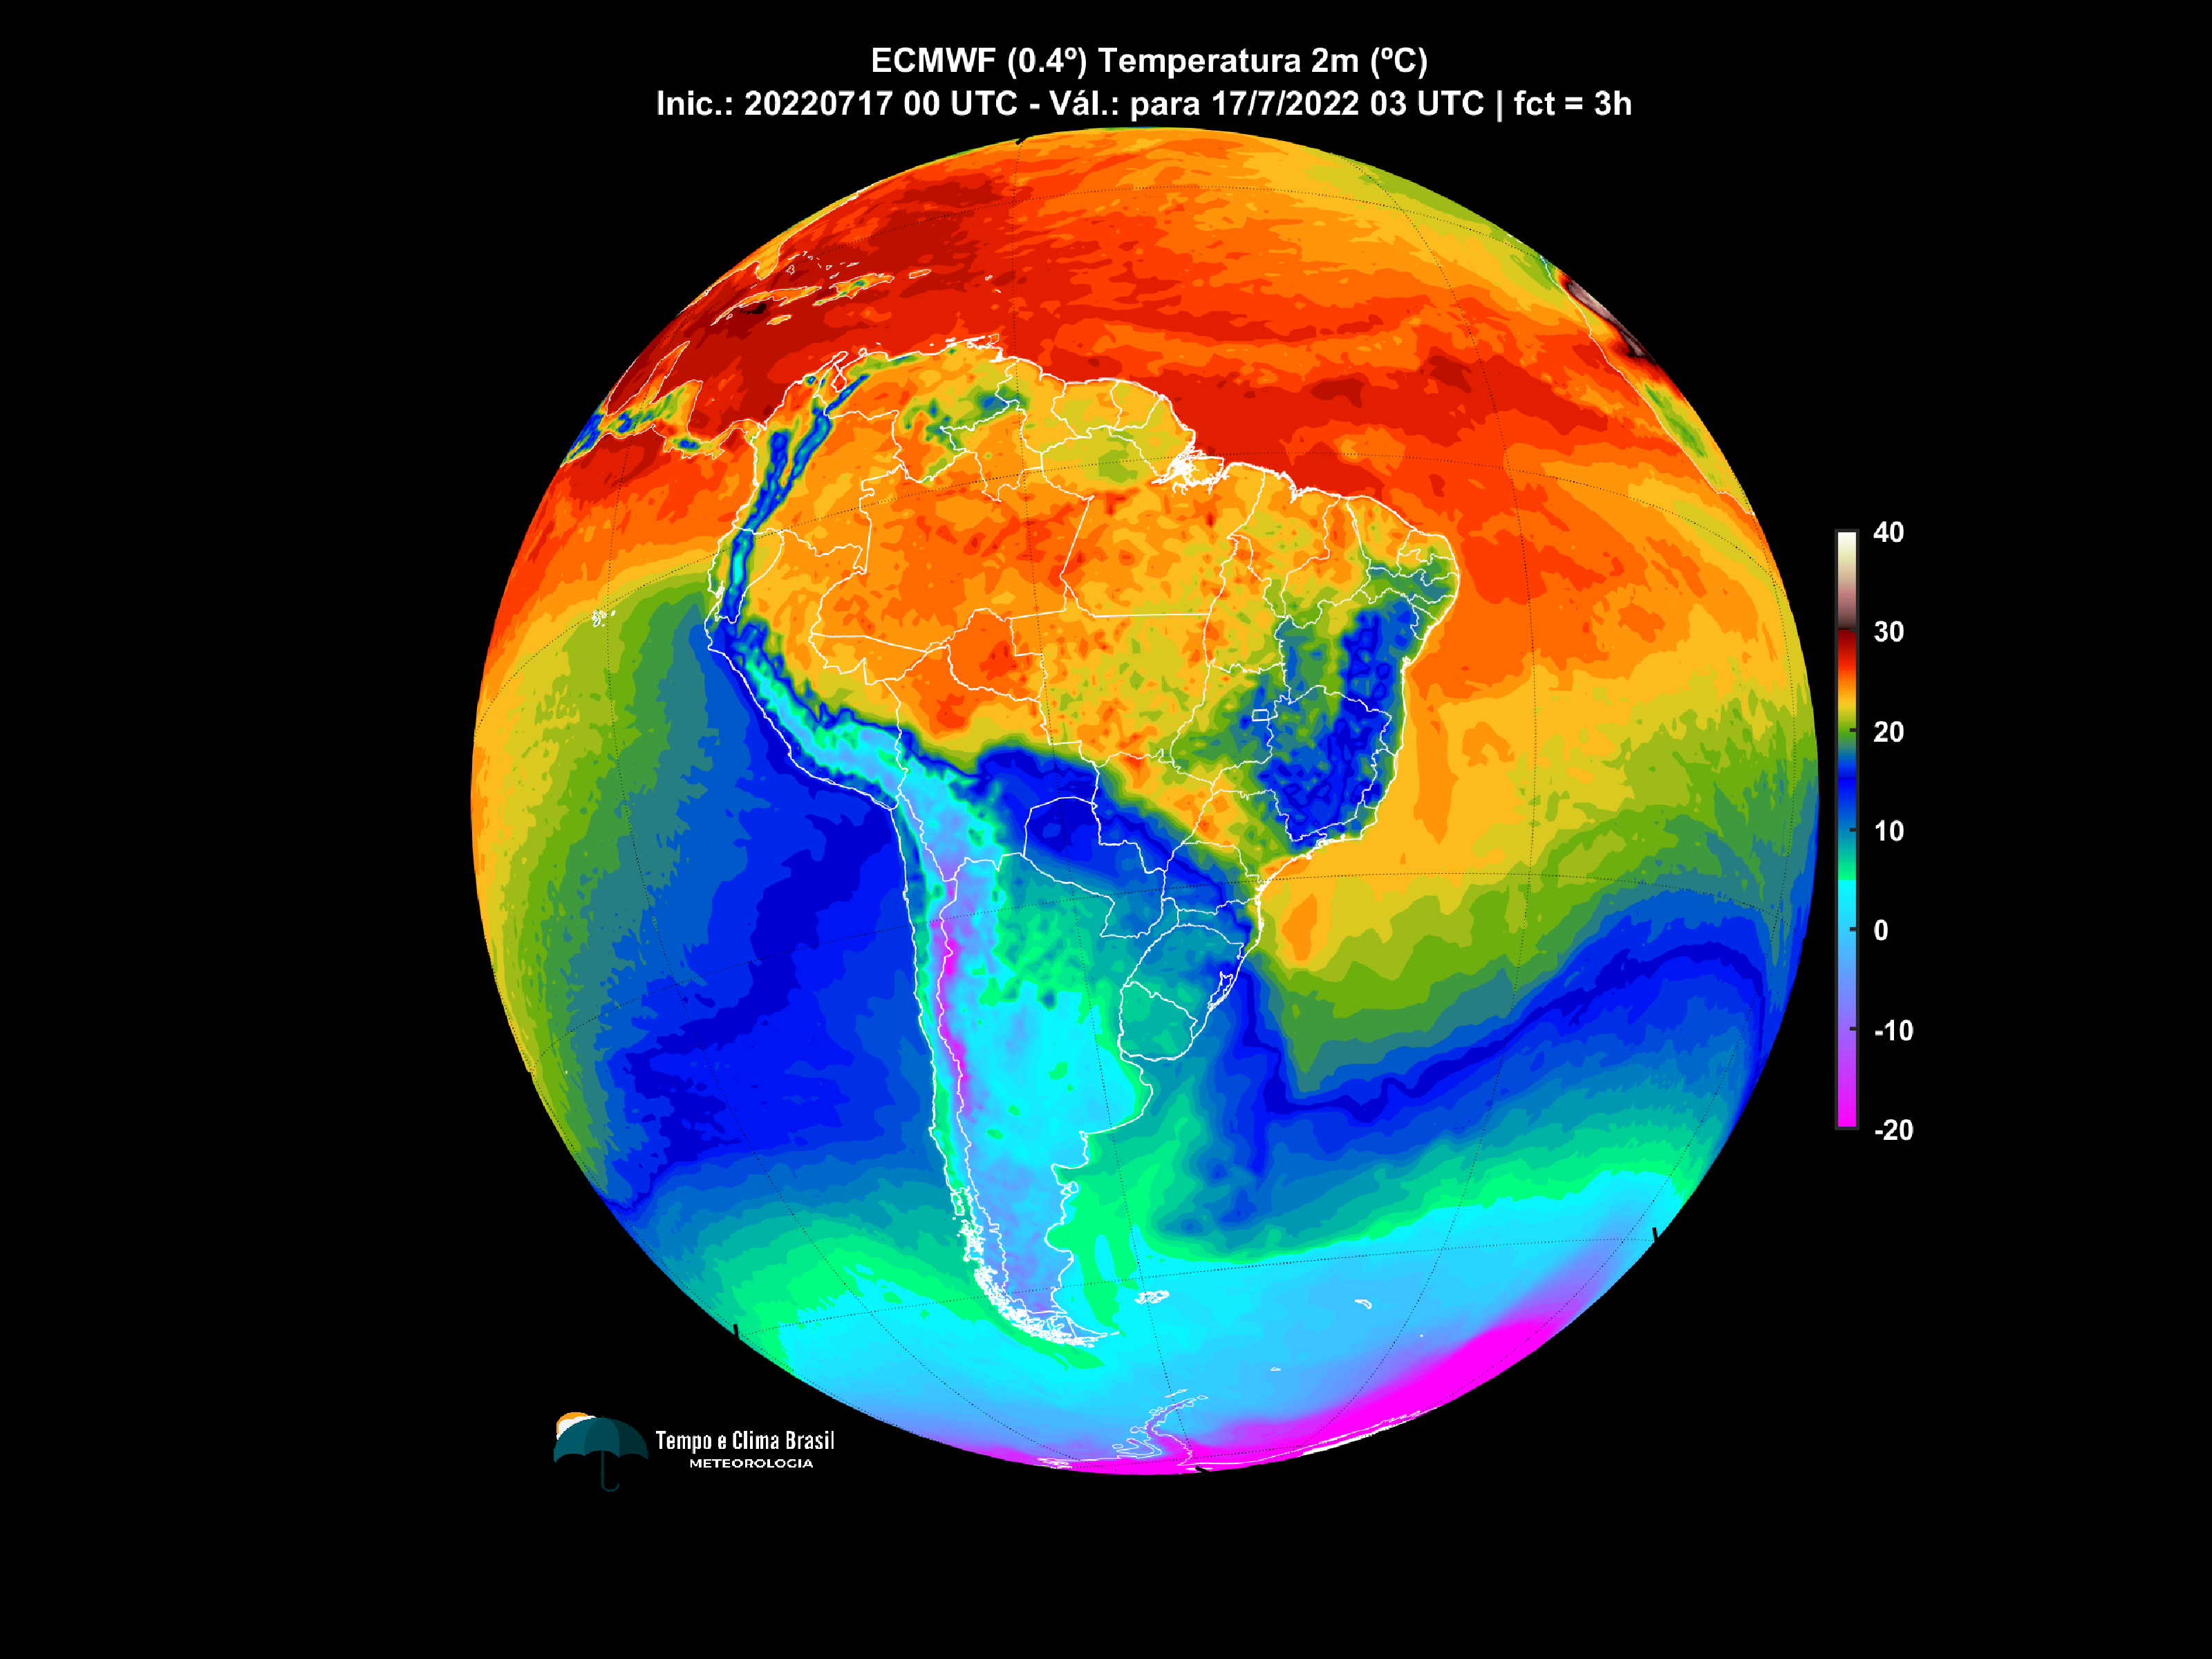 ECMWF (0.4º) Temperatura 2m (ºC)
Inic.: 20220717 00 UTC - Vál.: para 17/7/2022 03 UTC | fct = 3h
40
30
20
10
0
-10
-20
Tempo e Clima Brasil
METEOROLOGIA